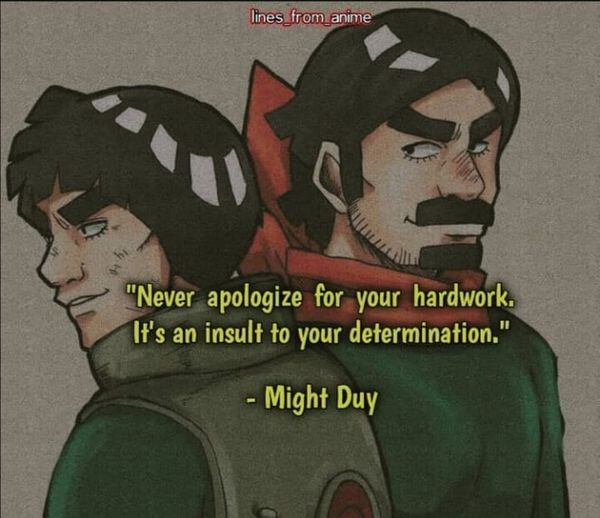 lines_from_anime
"Never apologize for your hardwork.
It's an insult to your determination."
- Might Duy